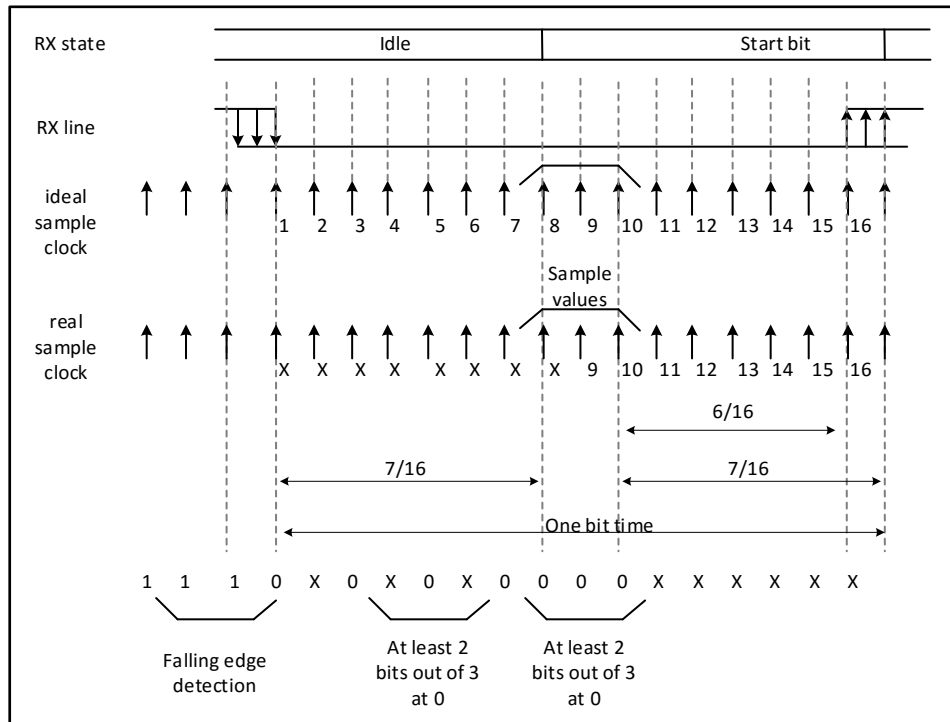 RX state
Idle
Start bit
RX line
ideal
sample
clock
1 2 3 4 5 6 7 8 9 10 11 12 13 14 15 16
Sample
values
real
sample
clock
X X X X X X X X 9 10 11 12 13 14 15 16
6/16
7/16
7/16
One bit time
1 1 1 0 X 0 X 0 X 0 0 0 0 X X X X X X
Falling edge
detection
At least 2
bits out of 3
at 0
At least 2
bits out of 3
at 0